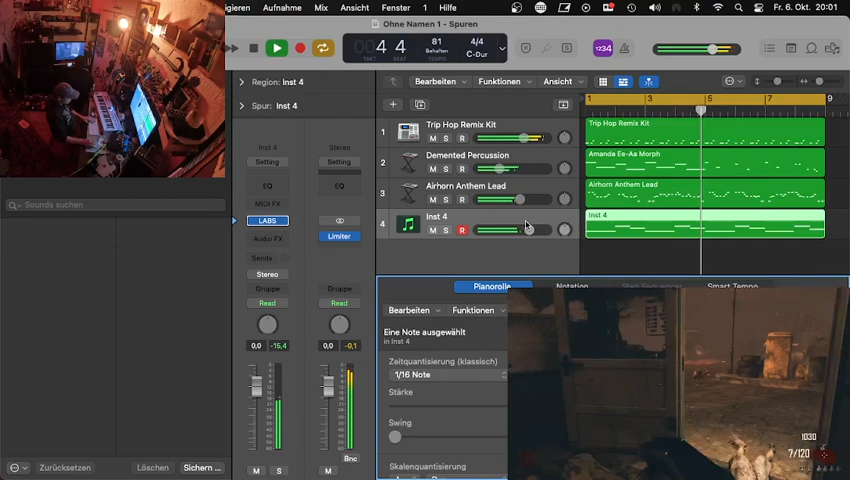 igieren Aufnahme Mix Ansicht Fenster 1 Hilfe Fr. 6. Okt. 20:01
Ohne Namen 1 - Spuren
4 4 81 4/4
Behalten
TEMPO C-Dur
1234
Region: Inst 4
Spur: Inst 4
Bearbeiten Funktionen Ansicht
1 3 5 7 9
1 Trip Hop Remix Kit
M S R
Trip Hop Remix Kit
2 Demented Percussion
M S R
Amanda Ee-Aa Morph
3 Airhorn Anthem Lead
M S R
Airhorn Anthem Lead
4 Inst 4
M S R
Inst 4
Inst 4 Stereo
Setting Setting
EQ EQ
MIDI FX
LABS
Audio FX Limiter
Sends
Stereo
Gruppe Gruppe
Read Read
0,0 -15,4 0,0 -0,1
Bnc
M S M
Sounds suchen
Zurücksetzen Löschen Sichern ...
Pianorolle Notation Step Sequencer Smart Tempo
Bearbeiten Funktionen
Eine Note ausgewählt
in Inst 4
Zeitquantisierung (klassisch)
1/16 Note
Stärke
Swing
Skalenquantisierung
1030
7/120